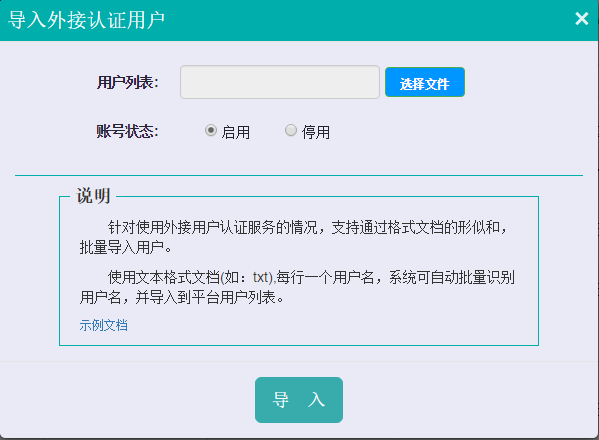 导入外接认证用户 ×
用户列表: 选择文件
账号状态: 启用 停用
说明
针对使用外接用户认证服务的情况，支持通过格式文档的形似和，
批量导入用户。
使用文本格式文档(如：txt),每行一个用户名，系统可自动批量识别
用户名，并导入到平台用户列表。
示例文档
导 入